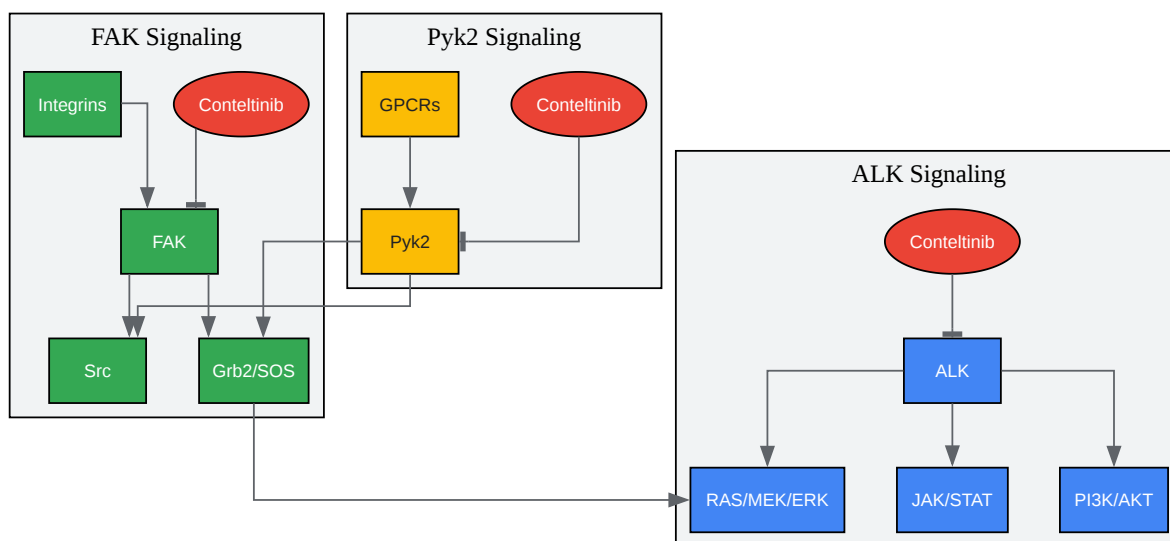 FAK Signaling
Integrins
Conteltinib
FAK
Src
Grb2/SOS
Pyk2 Signaling
GPCRs
Conteltinib
Pyk2
ALK Signaling
Conteltinib
ALK
RAS/MEK/ERK
JAK/STAT
PI3K/AKT